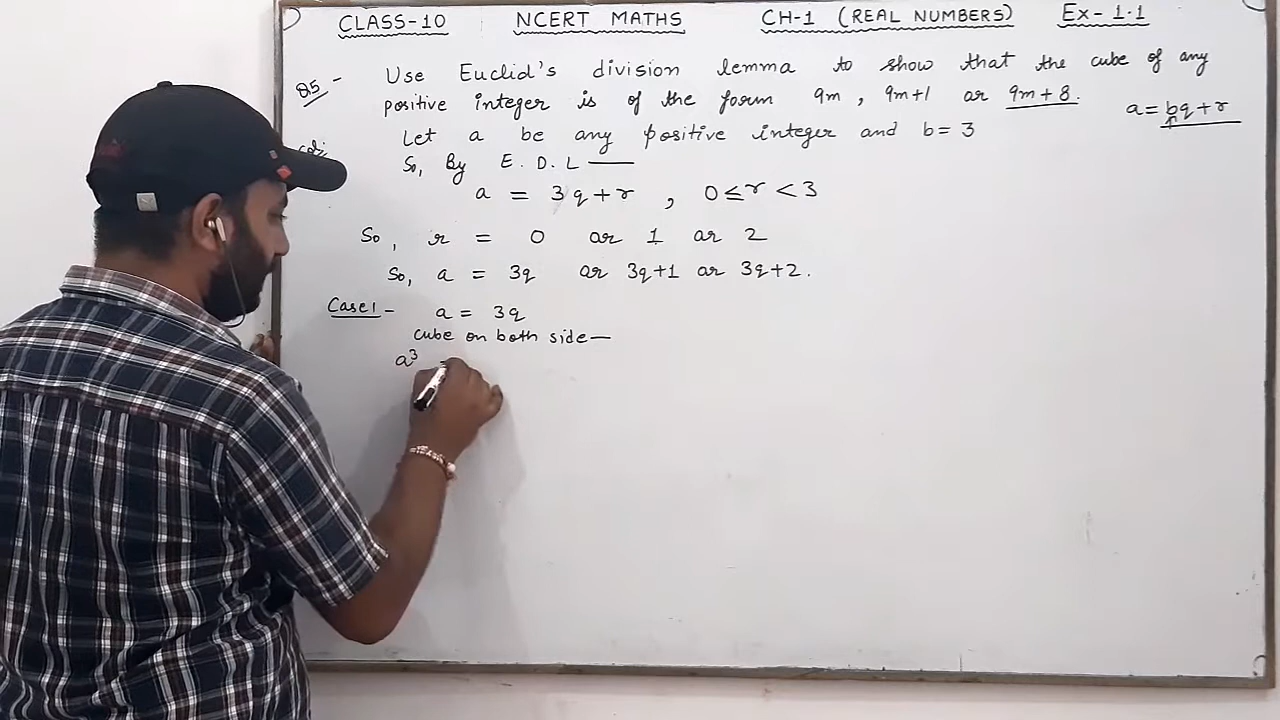 CLASS-10 NCERT MATHS CH-1 (REAL NUMBERS) Ex- 1.1
Q5 - Use Euclid's division lemma to show that the cube of any
positive integer is of the form 9m, 9m+1 or 9m+8.
a = bq+r
Let a be any positive integer and b= 3
So, By E.D.L —
a = 3q+r , 0≤r<3
So, r = 0 or 1 or 2
So, a = 3q or 3q+1 or 3q+2.
Case1- a = 3q
cube on both side—
a³